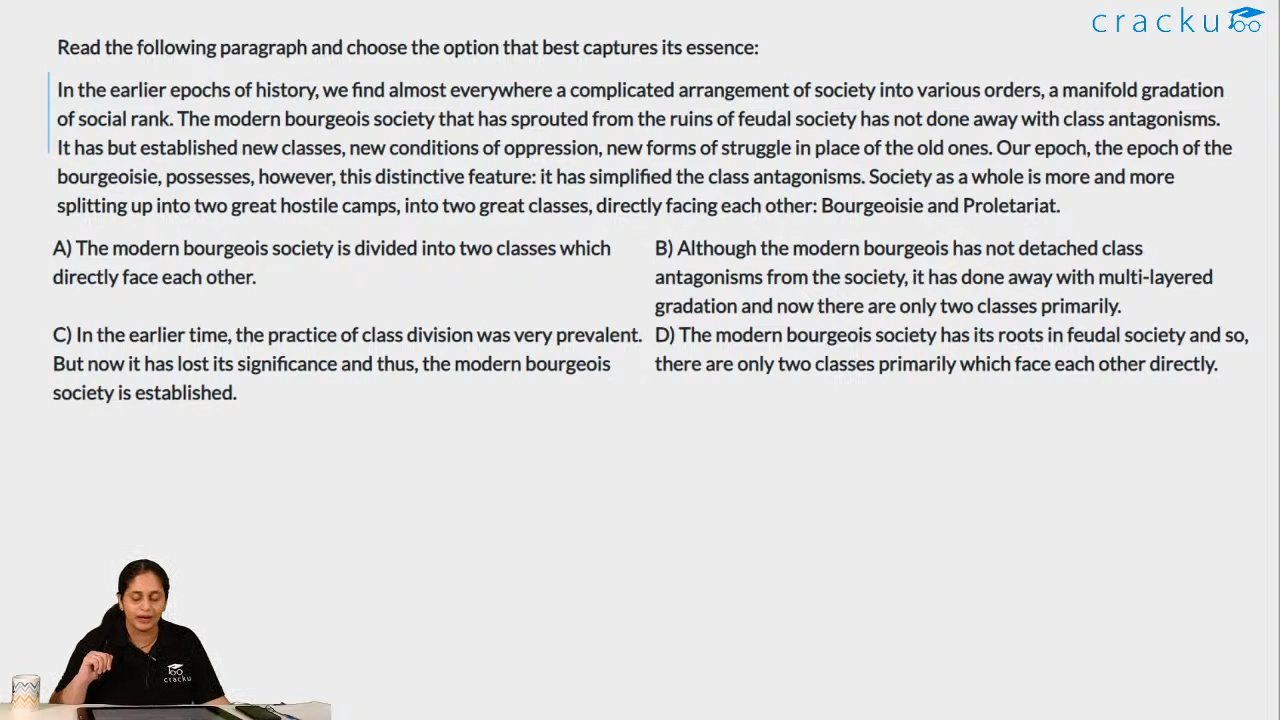 cracku
Read the following paragraph and choose the option that best captures its essence:
In the earlier epochs of history, we find almost everywhere a complicated arrangement of society into various orders, a manifold gradation
of social rank. The modern bourgeois society that has sprouted from the ruins of feudal society has not done away with class antagonisms.
It has but established new classes, new conditions of oppression, new forms of struggle in place of the old ones. Our epoch, the epoch of the
bourgeoisie, possesses, however, this distinctive feature: it has simplified the class antagonisms. Society as a whole is more and more
splitting up into two great hostile camps, into two great classes, directly facing each other: Bourgeoisie and Proletariat.
A) The modern bourgeois society is divided into two classes which
directly face each other.
B) Although the modern bourgeois has not detached class
antagonisms from the society, it has done away with multi-layered
gradation and now there are only two classes primarily.
C) In the earlier time, the practice of class division was very prevalent.
But now it has lost its significance and thus, the modern bourgeois
society is established.
D) The modern bourgeois society has its roots in feudal society and so,
there are only two classes primarily which face each other directly.
cracku